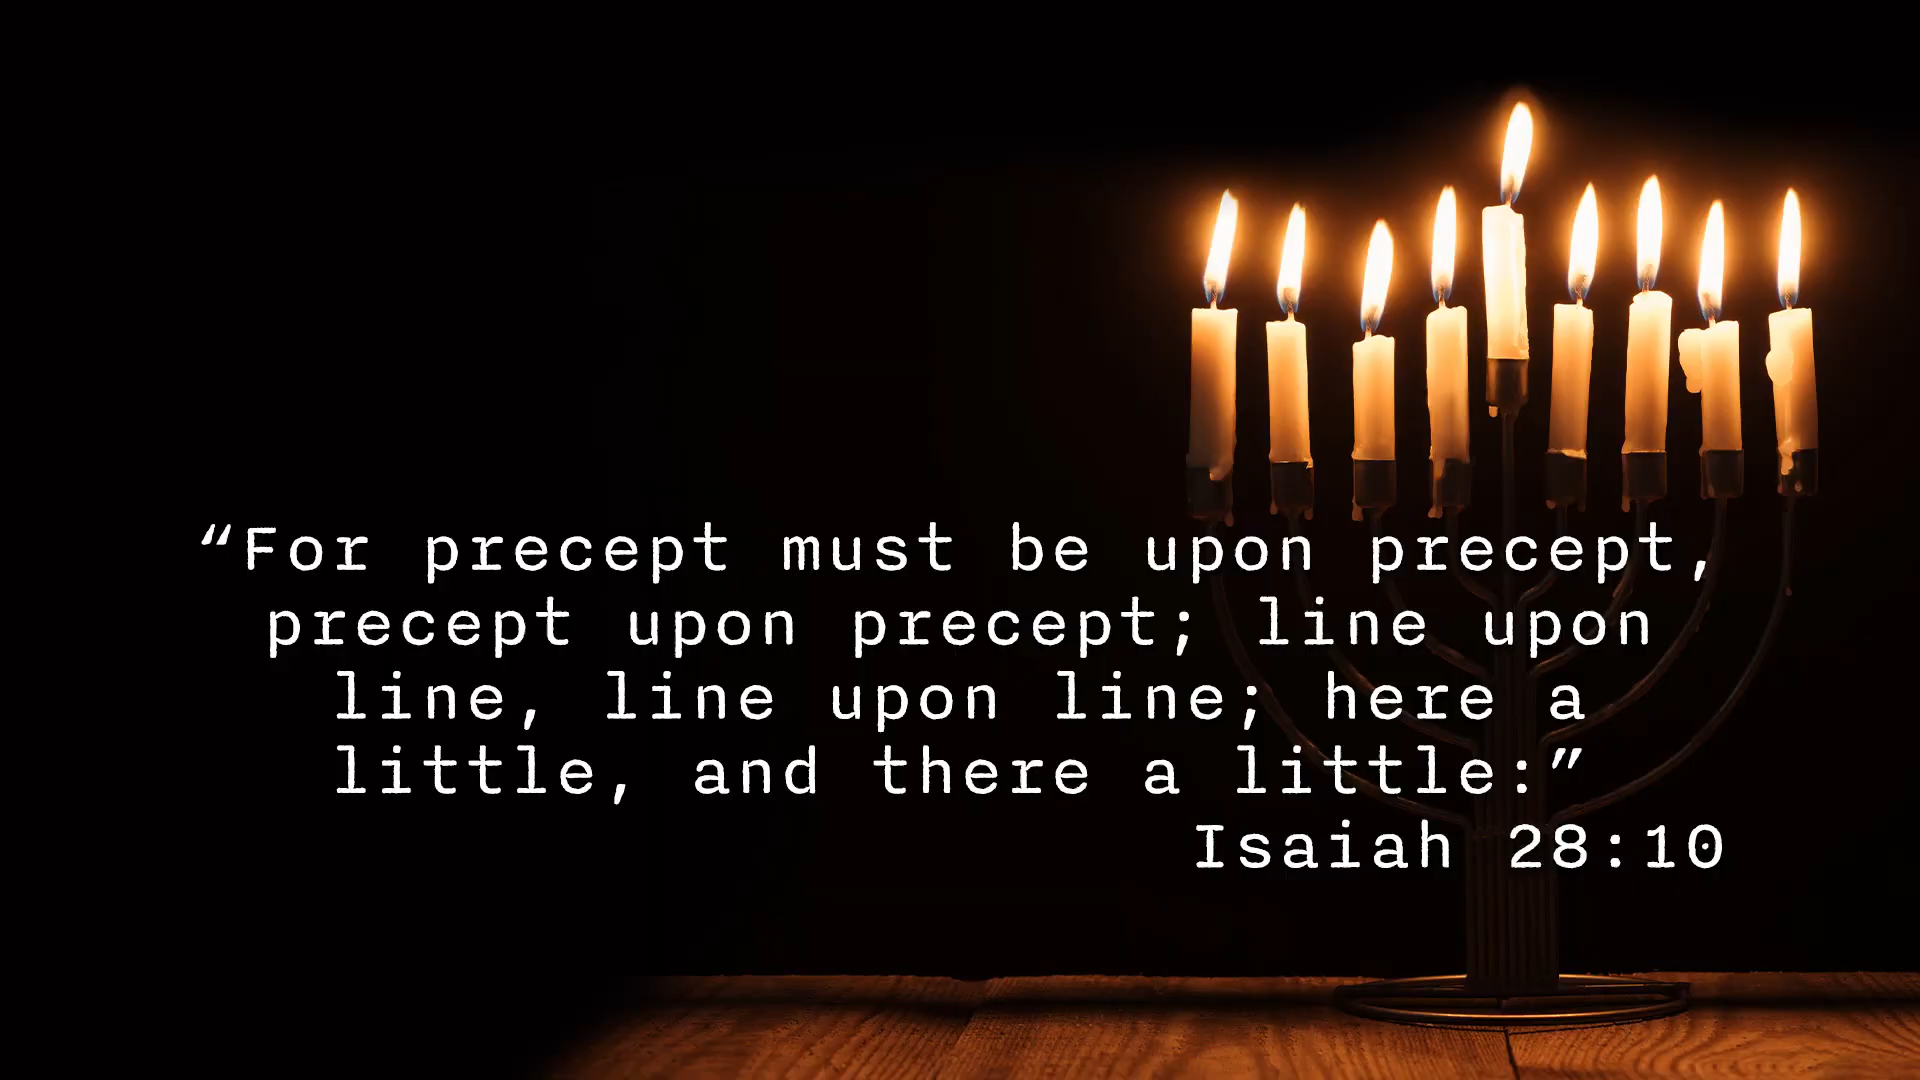 “For precept must be upon precept,
precept upon precept; line upon
line, line upon line; here a
little, and there a little:”
Isaiah 28:10